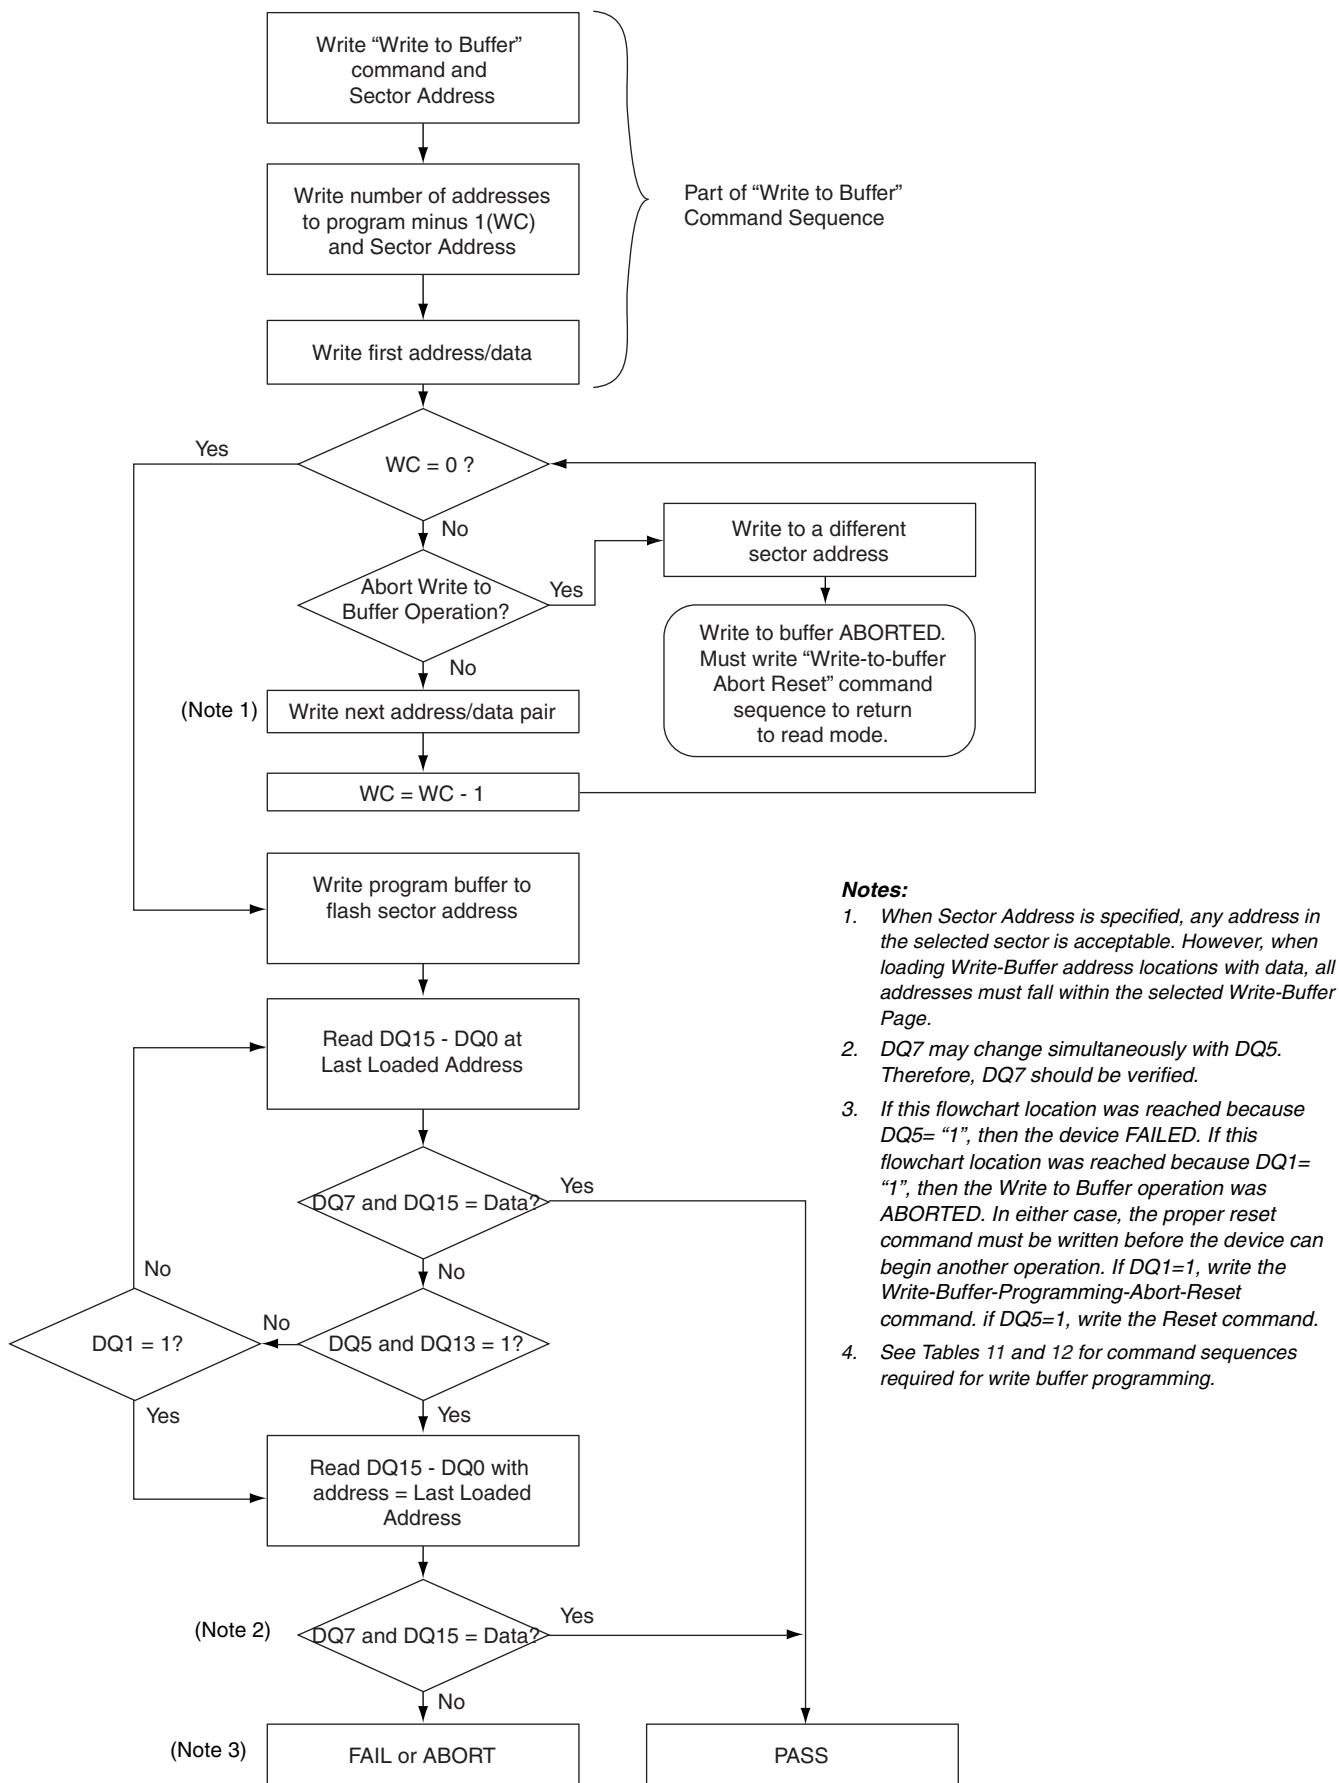 Write “Write to Buffer”
command and
Sector Address
Write number of addresses
to program minus 1(WC)
and Sector Address
Part of “Write to Buffer”
Command Sequence
Write first address/data
Yes
WC = 0 ?
No
Write to a different
sector address
Abort Write to
Buffer Operation?
Yes
Write to buffer ABORTED.
Must write “Write-to-buffer
Abort Reset” command
sequence to return
to read mode.
No
(Note 1)
Write next address/data pair
WC = WC - 1
Write program buffer to
flash sector address
Read DQ15 - DQ0 at
Last Loaded Address
DQ7 and DQ15 = Data?
Yes
No
No
DQ1 = 1?
No
DQ5 and DQ13 = 1?
Yes
Yes
Read DQ15 - DQ0 with
address = Last Loaded
Address
(Note 2)
DQ7 and DQ15 = Data?
Yes
No
(Note 3)
FAIL or ABORT
PASS
Notes:
1. When Sector Address is specified, any address in
the selected sector is acceptable. However, when
loading Write-Buffer address locations with data, all
addresses must fall within the selected Write-Buffer
Page.
2. DQ7 may change simultaneously with DQ5.
Therefore, DQ7 should be verified.
3. If this flowchart location was reached because
DQ5= “1”, then the device FAILED. If this
flowchart location was reached because DQ1=
“1”, then the Write to Buffer operation was
ABORTED. In either case, the proper reset
command must be written before the device can
begin another operation. If DQ1=1, write the
Write-Buffer-Programming-Abort-Reset
command. if DQ5=1, write the Reset command.
4. See Tables 11 and 12 for command sequences
required for write buffer programming.